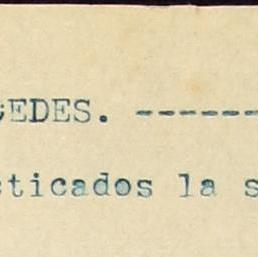 EDES. -------
ticados la s